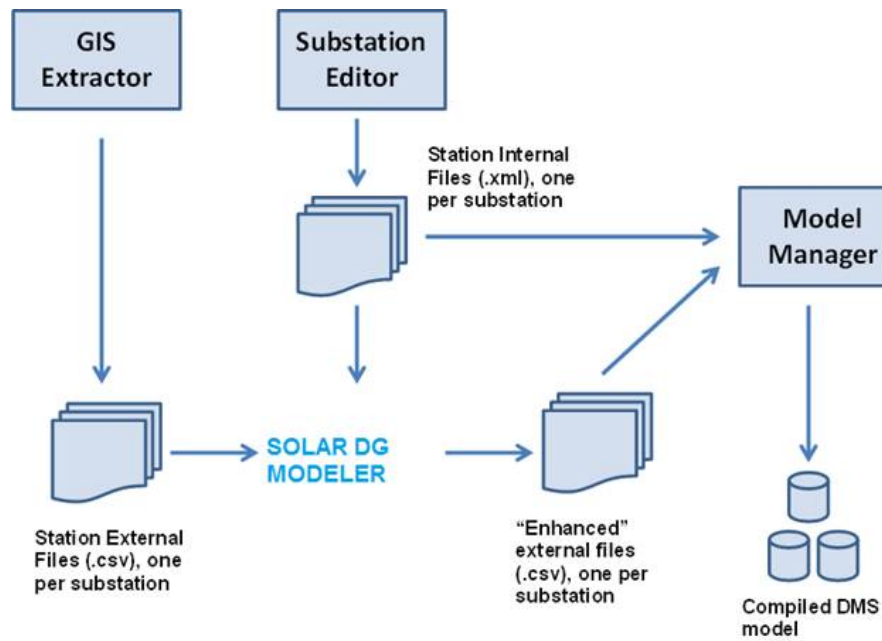 GIS
Extractor
Substation
Editor
Station Internal
Files (.xml), one
per substation
Model
Manager
SOLAR DG
MODELER
Station External
Files (.csv), one
per substation
“Enhanced”
external files
(.csv), one per
substation
Compiled DMS
model